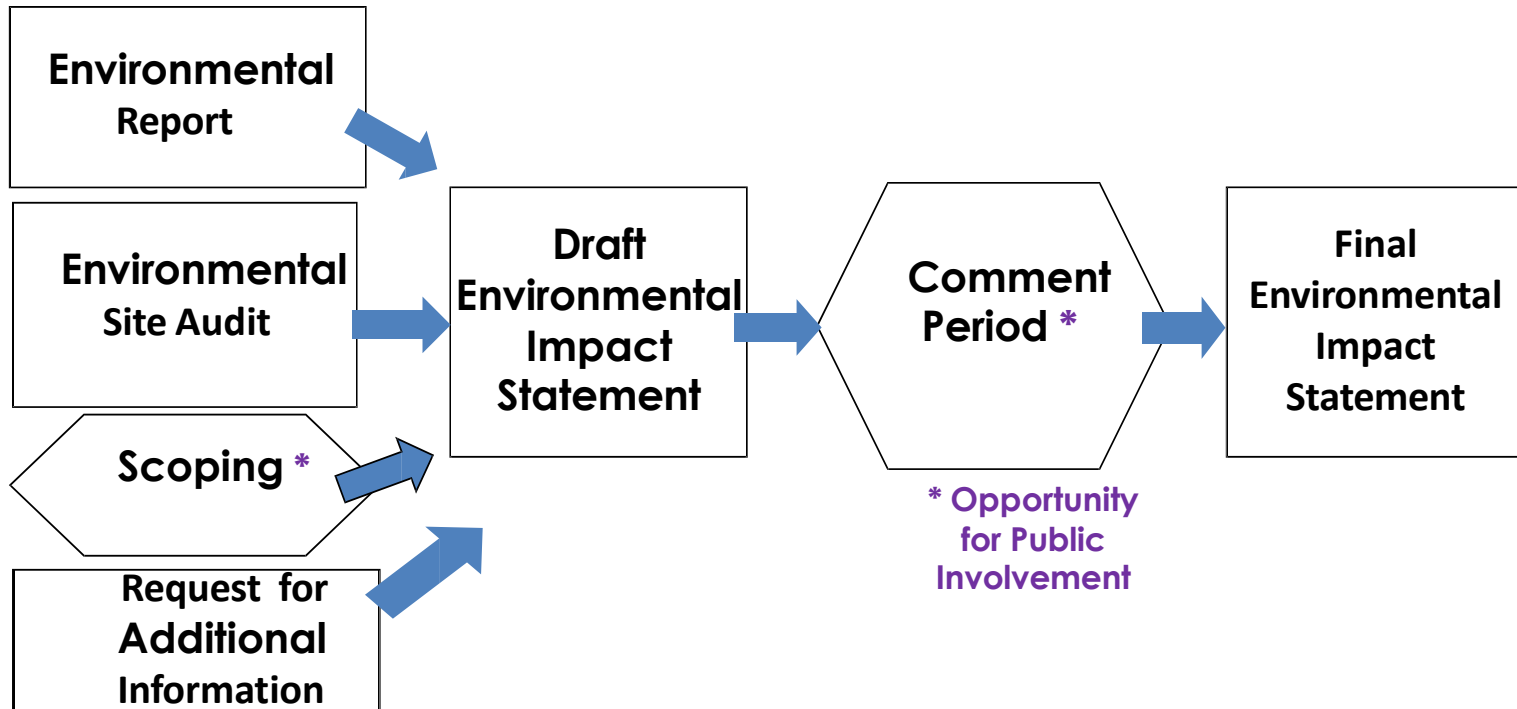 Environmental
Report
Environmental
Site Audit
Scoping *
Request for
Additional
Information
Draft
Environmental
Impact
Statement
Comment
Period *
* Opportunity
for Public
Involvement
Final
Environmental
Impact
Statement